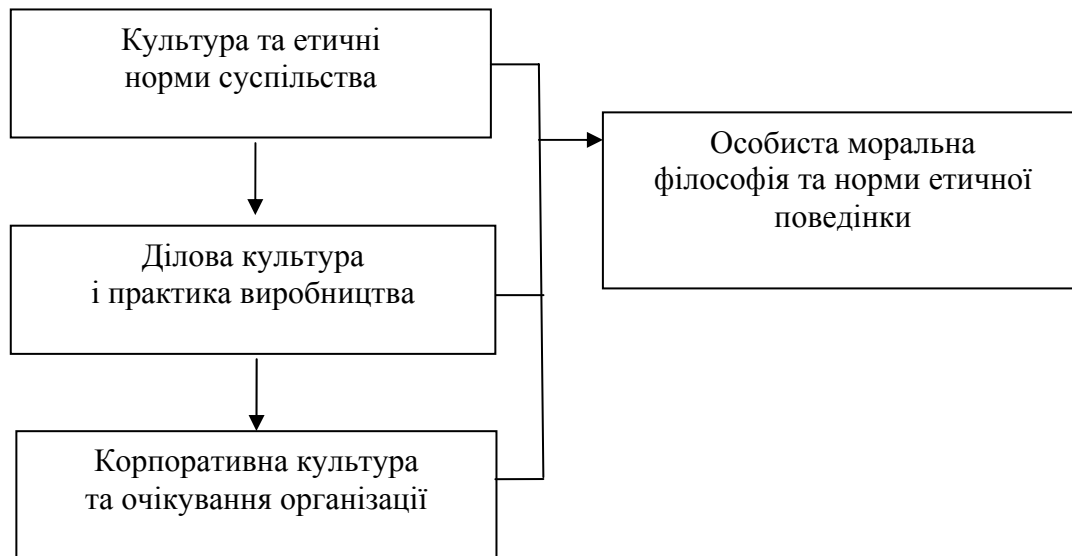 Культура та етичні
норми суспільства
Особиста моральна
філософія та норми етичної
поведінки
Ділова культура
і практика виробництва
Корпоративна культура
та очікування організації